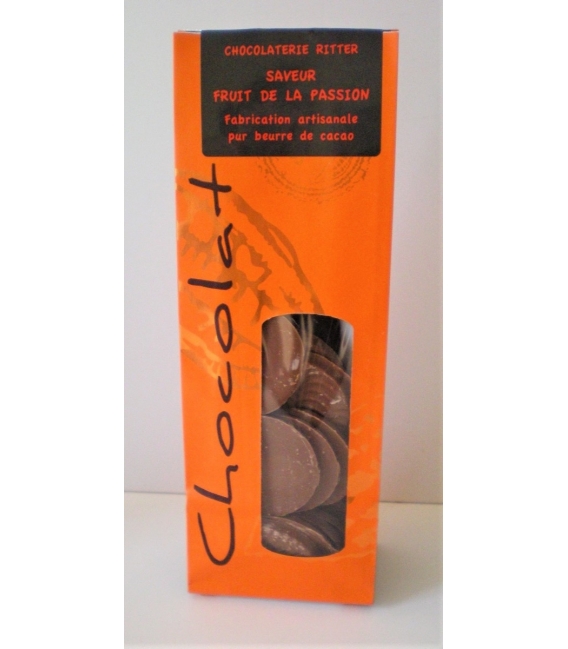 CHOCOLATERIE RITTER
SAVEUR
FRUIT DE LA PASSION
Fabrication artisanale
pur beurre de cacao
Chocolat